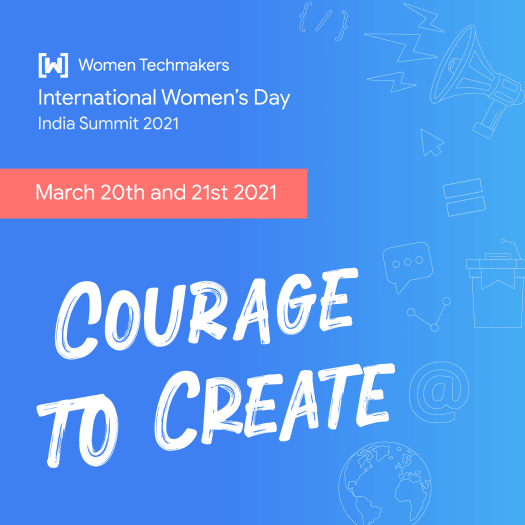 {/}
[W] Women Techmakers
International Women's Day
India Summit 2021
March 20th and 21st 2021
COURAGE
TO CREATE
@